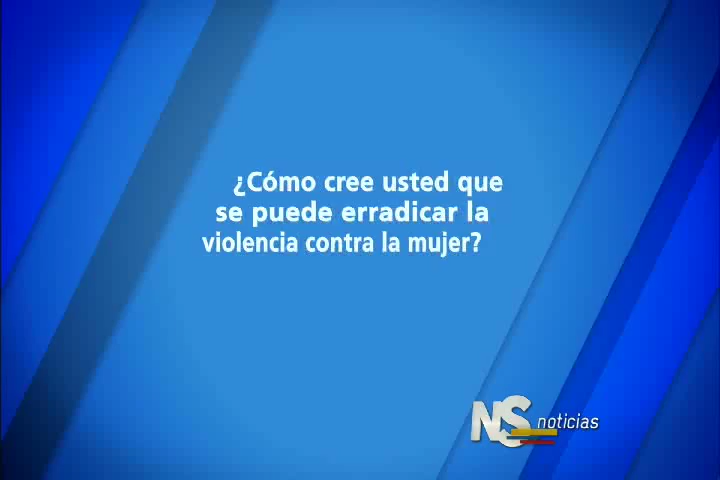 ¿Cómo cree usted que
se puede erradicar la
violencia contra la mujer?
NS noticias